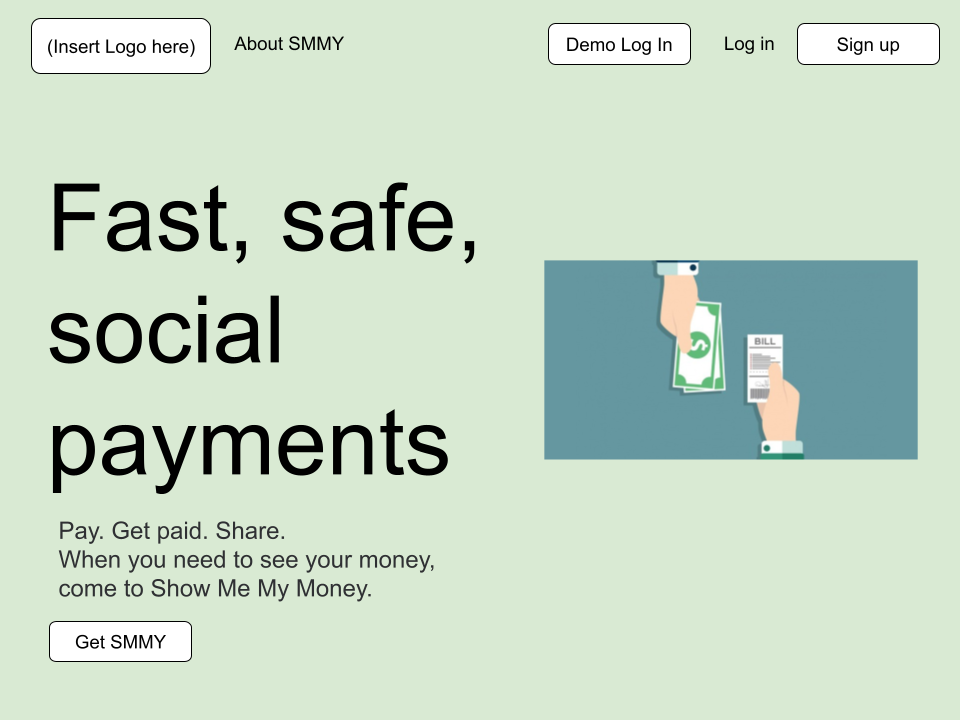 (Insert Logo here)
About SMMY
Demo Log In
Log in
Sign up
Fast, safe,
social
payments
BILL
Pay. Get paid. Share.
When you need to see your money,
come to Show Me My Money.
Get SMMY